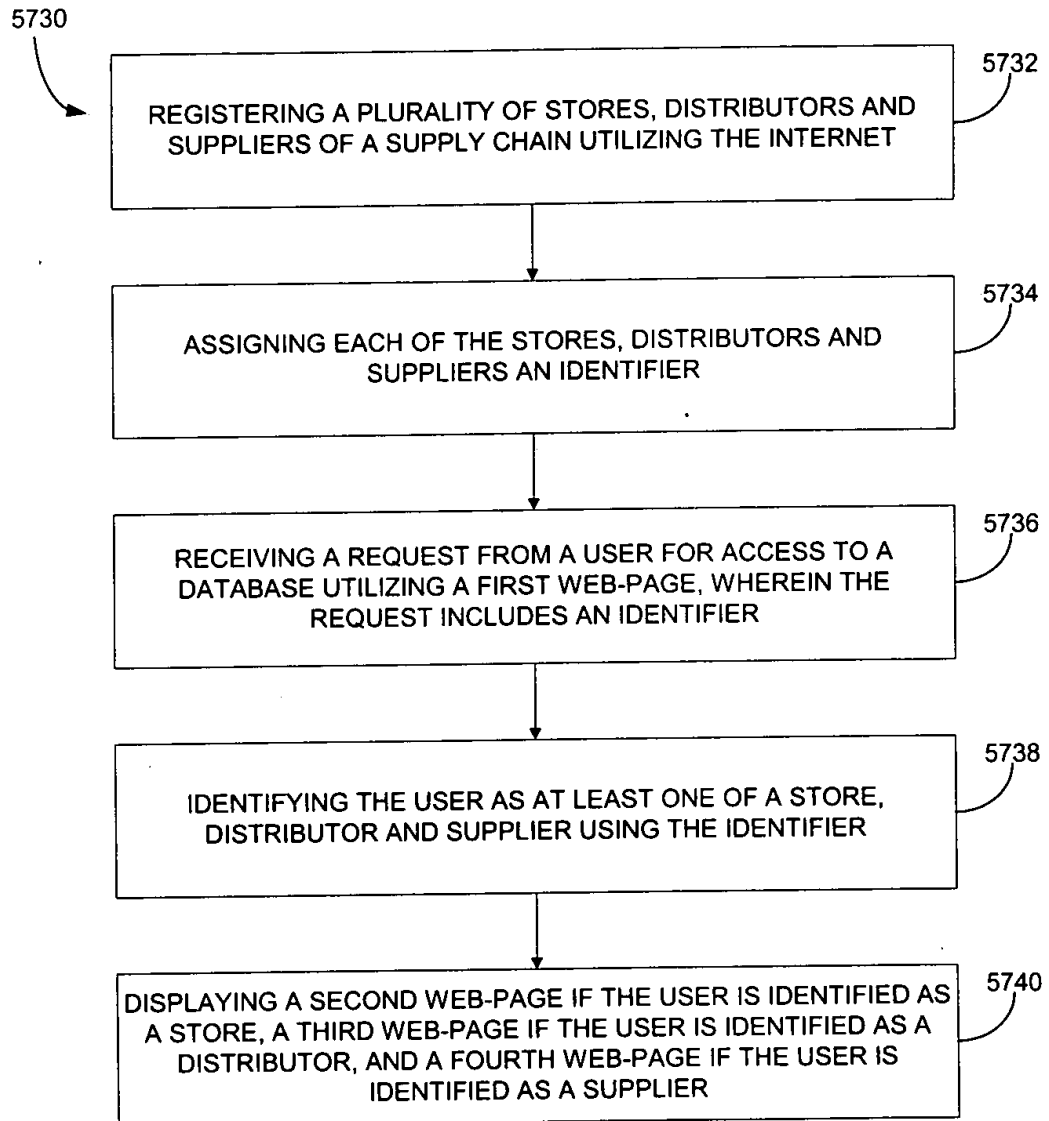 5730
5732
REGISTERING A PLURALITY OF STORES, DISTRIBUTORS AND
SUPPLIERS OF A SUPPLY CHAIN UTILIZING THE INTERNET
5734
ASSIGNING EACH OF THE STORES, DISTRIBUTORS AND
SUPPLIERS AN IDENTIFIER
5736
RECEIVING A REQUEST FROM A USER FOR ACCESS TO A
DATABASE UTILIZING A FIRST WEB-PAGE, WHEREIN THE
REQUEST INCLUDES AN IDENTIFIER
5738
IDENTIFYING THE USER AS AT LEAST ONE OF A STORE,
DISTRIBUTOR AND SUPPLIER USING THE IDENTIFIER
5740
DISPLAYING A SECOND WEB-PAGE IF THE USER IS IDENTIFIED AS
A STORE, A THIRD WEB-PAGE IF THE USER IS IDENTIFIED AS A
DISTRIBUTOR, AND A FOURTH WEB-PAGE IF THE USER IS
IDENTIFIED AS A SUPPLIER